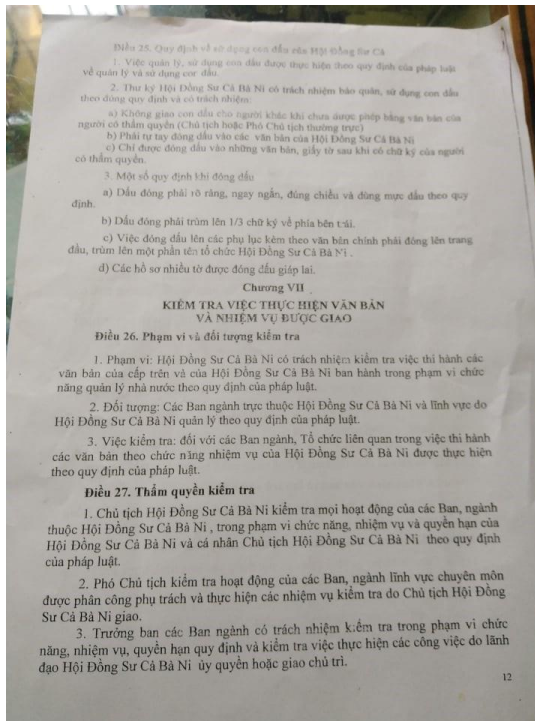 Điều 25. Quy định về sử dụng con dấu của Hội Đồng Sư Cả
1. Việc quản lý, sử dụng con dấu được thực hiện theo quy định của pháp luật
về quản lý và sử dụng con dấu.
2. Thư ký Hội Đồng Sư Cả Bà Ni có trách nhiệm bảo quản, sử dụng con dấu
theo đúng quy định và có trách nhiệm:
a) Không giao con dấu cho người khác khi chưa được phép bằng văn bản của
người có thẩm quyền (Chủ tịch hoặc Phó Chủ tịch thường trực)
b) Phải tự tay đóng dấu vào các văn bản của Hội Đồng Sư Cả Bà Ni
c) Chỉ được đóng dấu vào những văn bản, giấy tờ sau khi có chữ ký của người
có thẩm quyền.
3. Một số quy định khi đóng dấu
a) Dấu đóng phải rõ ràng, ngay ngắn, đúng chiều và dùng mực dấu theo quy
định.
b) Dấu đóng phải trùm lên 1/3 chữ ký về phía bên trái.
c) Việc đóng dấu lên các phụ lục kèm theo văn bản chính phải đóng lên trang
đầu, trùm lên một phần tên tổ chức Hội Đồng Sư Cả Bà Ni .
d) Các hồ sơ nhiều tờ được đóng dấu giáp lai.
Chương VII
KIỂM TRA VIỆC THỰC HIỆN VĂN BẢN
VÀ NHIỆM VỤ ĐƯỢC GIAO
Điều 26. Phạm vi và đối tượng kiểm tra
1. Phạm vi: Hội Đồng Sư Cả Bà Ni có trách nhiệm kiểm tra việc thi hành các
văn bản của cấp trên và của Hội Đồng Sư Cả Bà Ni ban hành trong phạm vi chức
năng quản lý nhà nước theo quy định của pháp luật.
2. Đối tượng: Các Ban ngành trực thuộc Hội Đồng Sư Cả Bà Ni và lĩnh vực do
Hội Đồng Sư Cả Bà Ni quản lý theo quy định của pháp luật.
3. Việc kiểm tra: đối với các Ban ngành, Tổ chức liên quan trong việc thi hành
các văn bản theo chức năng nhiệm vụ của Hội Đồng Sư Cả Bà Ni được thực hiện
theo quy định của pháp luật.
Điều 27. Thẩm quyền kiểm tra
1. Chủ tịch Hội Đồng Sư Cả Bà Ni kiểm tra mọi hoạt động của các Ban, ngành
thuộc Hội Đồng Sư Cả Bà Ni , trong phạm vi chức năng, nhiệm vụ và quyền hạn của
Hội Đồng Sư Cả Bà Ni và cá nhân Chủ tịch Hội Đồng Sư Cả Bà Ni theo quy định
của pháp luật.
2. Phó Chủ tịch kiểm tra hoạt động của các Ban, ngành lĩnh vực chuyên môn
được phân công phụ trách và thực hiện các nhiệm vụ kiểm tra do Chủ tịch Hội Đồng
Sư Cả Bà Ni giao.
3. Trưởng ban các Ban ngành có trách nhiệm kiểm tra trong phạm vi chức
năng, nhiệm vụ, quyền hạn quy định và kiểm tra việc thực hiện các công việc do lãnh
đạo Hội Đồng Sư Cả Bà Ni ủy quyền hoặc giao chủ trì.
12